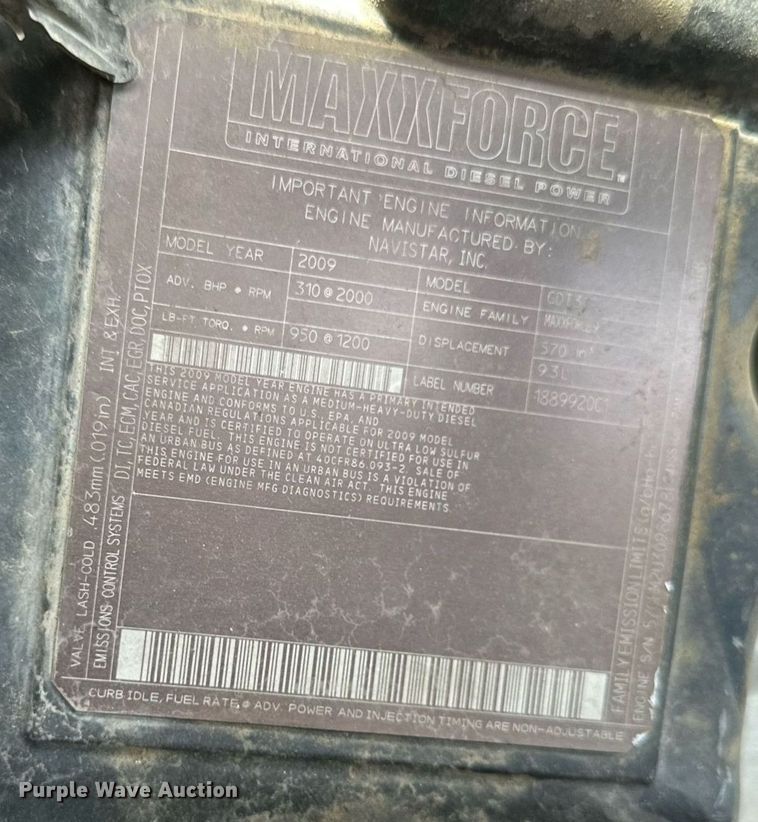 MAXXFORCE
INTERNATIONAL DIESEL POWER
IMPORTANT ENGINE INFORMATION
ENGINE MANUFACTURED BY:
NAVISTAR, INC.
MODEL YEAR 2009
ADV. BHP @ RPM 310 @ 2000
LB-FT. TORQ. @ RPM 950 @ 1200
MODEL
ENGINE FAMILY MAXXFORCE
DISPLACEMENT 570 in³
9.3L
LABEL NUMBER 1889920C1
THIS 2009 MODEL YEAR ENGINE HAS A PRIMARY INTENDED
SERVICE APPLICATION AS A MEDIUM-HEAVY-DUTY DIESEL
ENGINE AND CONFORMS TO U.S. EPA, AND
CANADIAN REGULATIONS APPLICABLE FOR 2009 MODEL
YEAR AND IS CERTIFIED TO OPERATE ON ULTRA LOW SULFUR
DIESEL FUEL. THIS ENGINE IS NOT CERTIFIED FOR USE IN
AN URBAN BUS AS DEFINED AT 40CFR86.093-2. SALE OF
THIS ENGINE FOR USE IN AN URBAN BUS IS A VIOLATION OF
FEDERAL LAW UNDER THE CLEAN AIR ACT. THIS ENGINE
MEETS EMD (ENGINE MFG DIAGNOSTICS) REQUIREMENTS.
VALVE LASH-COLD .483mm (.019in) INT & EXH.
EMISSIONS CONTROL SYSTEMS DI,TC,ECM,CAC,EGR,DOC,PTOX
FAMILY EMISSION LIMITS (g/bhp-hr)
ENGINE S/N
CURB IDLE, FUEL RATE @ ADV. POWER AND INJECTION TIMING ARE NON-ADJUSTABLE
Purple Wave Auction